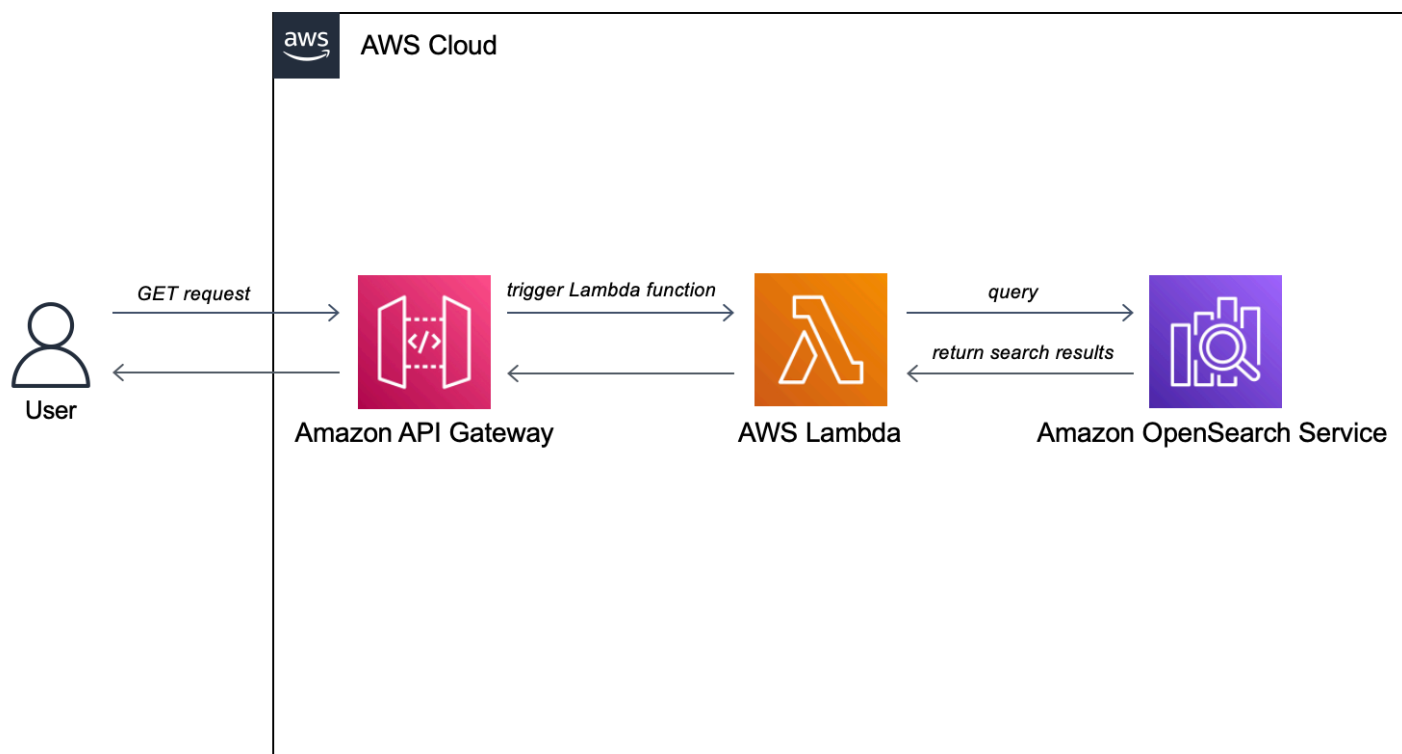 aws
AWS Cloud
GET request
trigger Lambda function
query
return search results
</>
User
Amazon API Gateway
AWS Lambda
Amazon OpenSearch Service